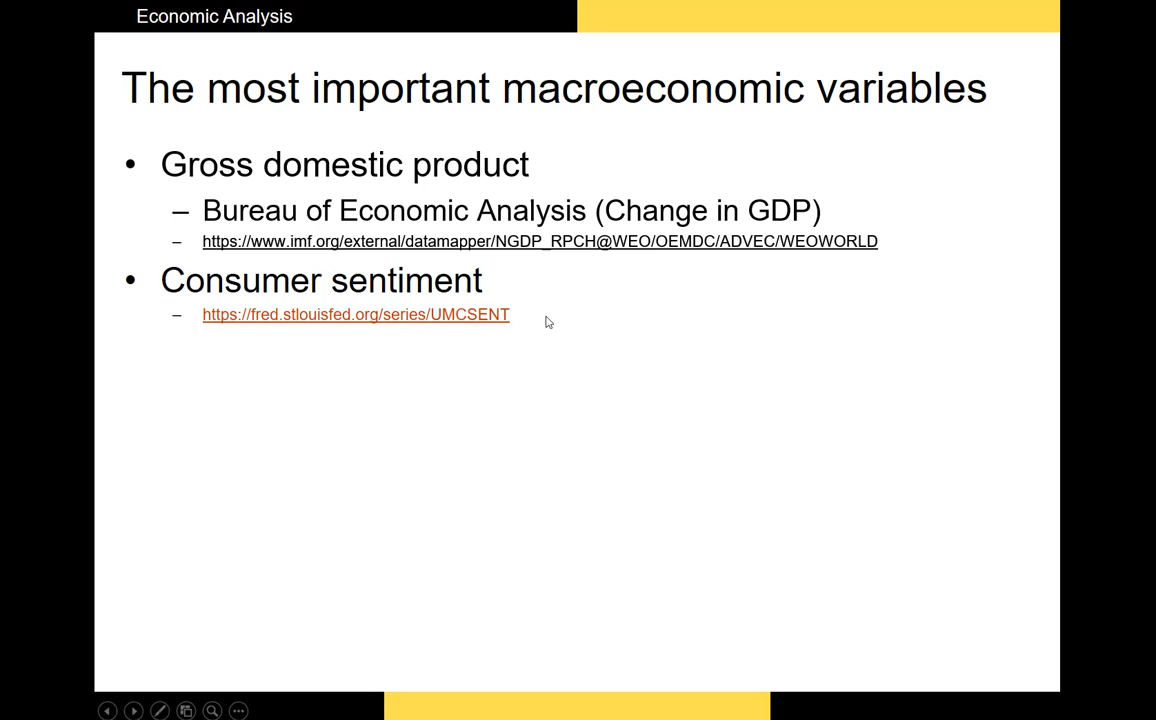 Economic Analysis
The most important macroeconomic variables
• Gross domestic product
– Bureau of Economic Analysis (Change in GDP)
– https://www.imf.org/external/datamapper/NGDP_RPCH@WEO/OEMDC/ADVEC/WEOWORLD
• Consumer sentiment
– https://fred.stlouisfed.org/series/UMCSENT